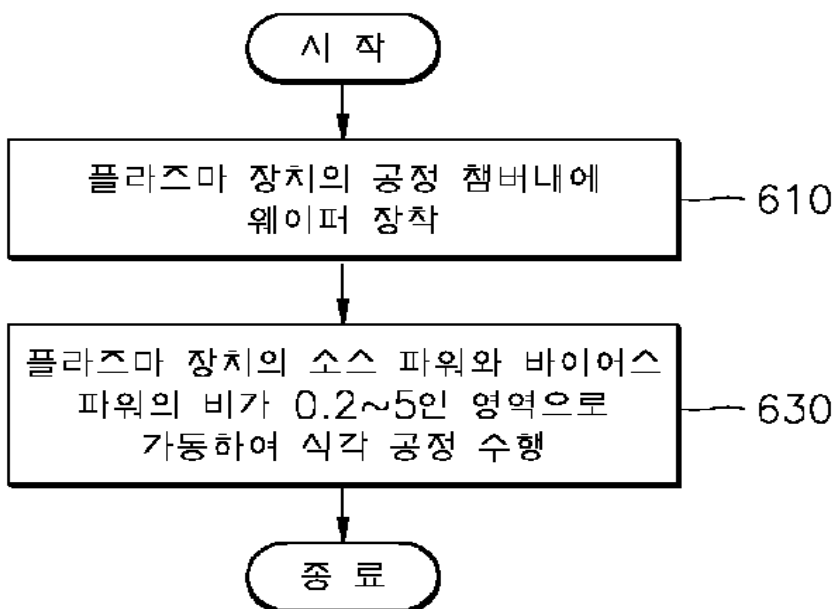 시 작
플라즈마 장치의 공정 챔버내에
웨이퍼 장착
610
플라즈마 장치의 소스 파워와 바이어스
파워의 비가 0.2~5인 영역으로
가동하여 식각 공정 수행
630
종 료